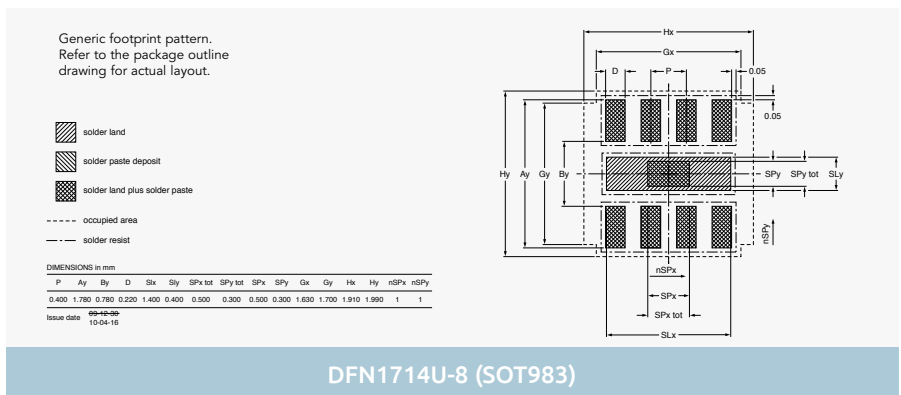 Generic footprint pattern.
Refer to the package outline
drawing for actual layout.
solder land
solder paste deposit
solder land plus solder paste
occupied area
solder resist
DIMENSIONS in mm
P Ay By D Slx Sly SPx tot SPy tot SPx SPy Gx Gy Hx Hy nSPx nSPy
0.400 1.780 0.780 0.220 1.400 0.400 0.500 0.300 0.500 0.300 1.630 1.700 1.910 1.990 1 1
Issue date 09-12-30
10-04-16
Hx
Gx
D P 0.05
0.05
Hy Ay Gy By SPy SPy tot SLy
nSPy
nSPx
SPx
SPx tot
SLx
DFN1714U-8 (SOT983)